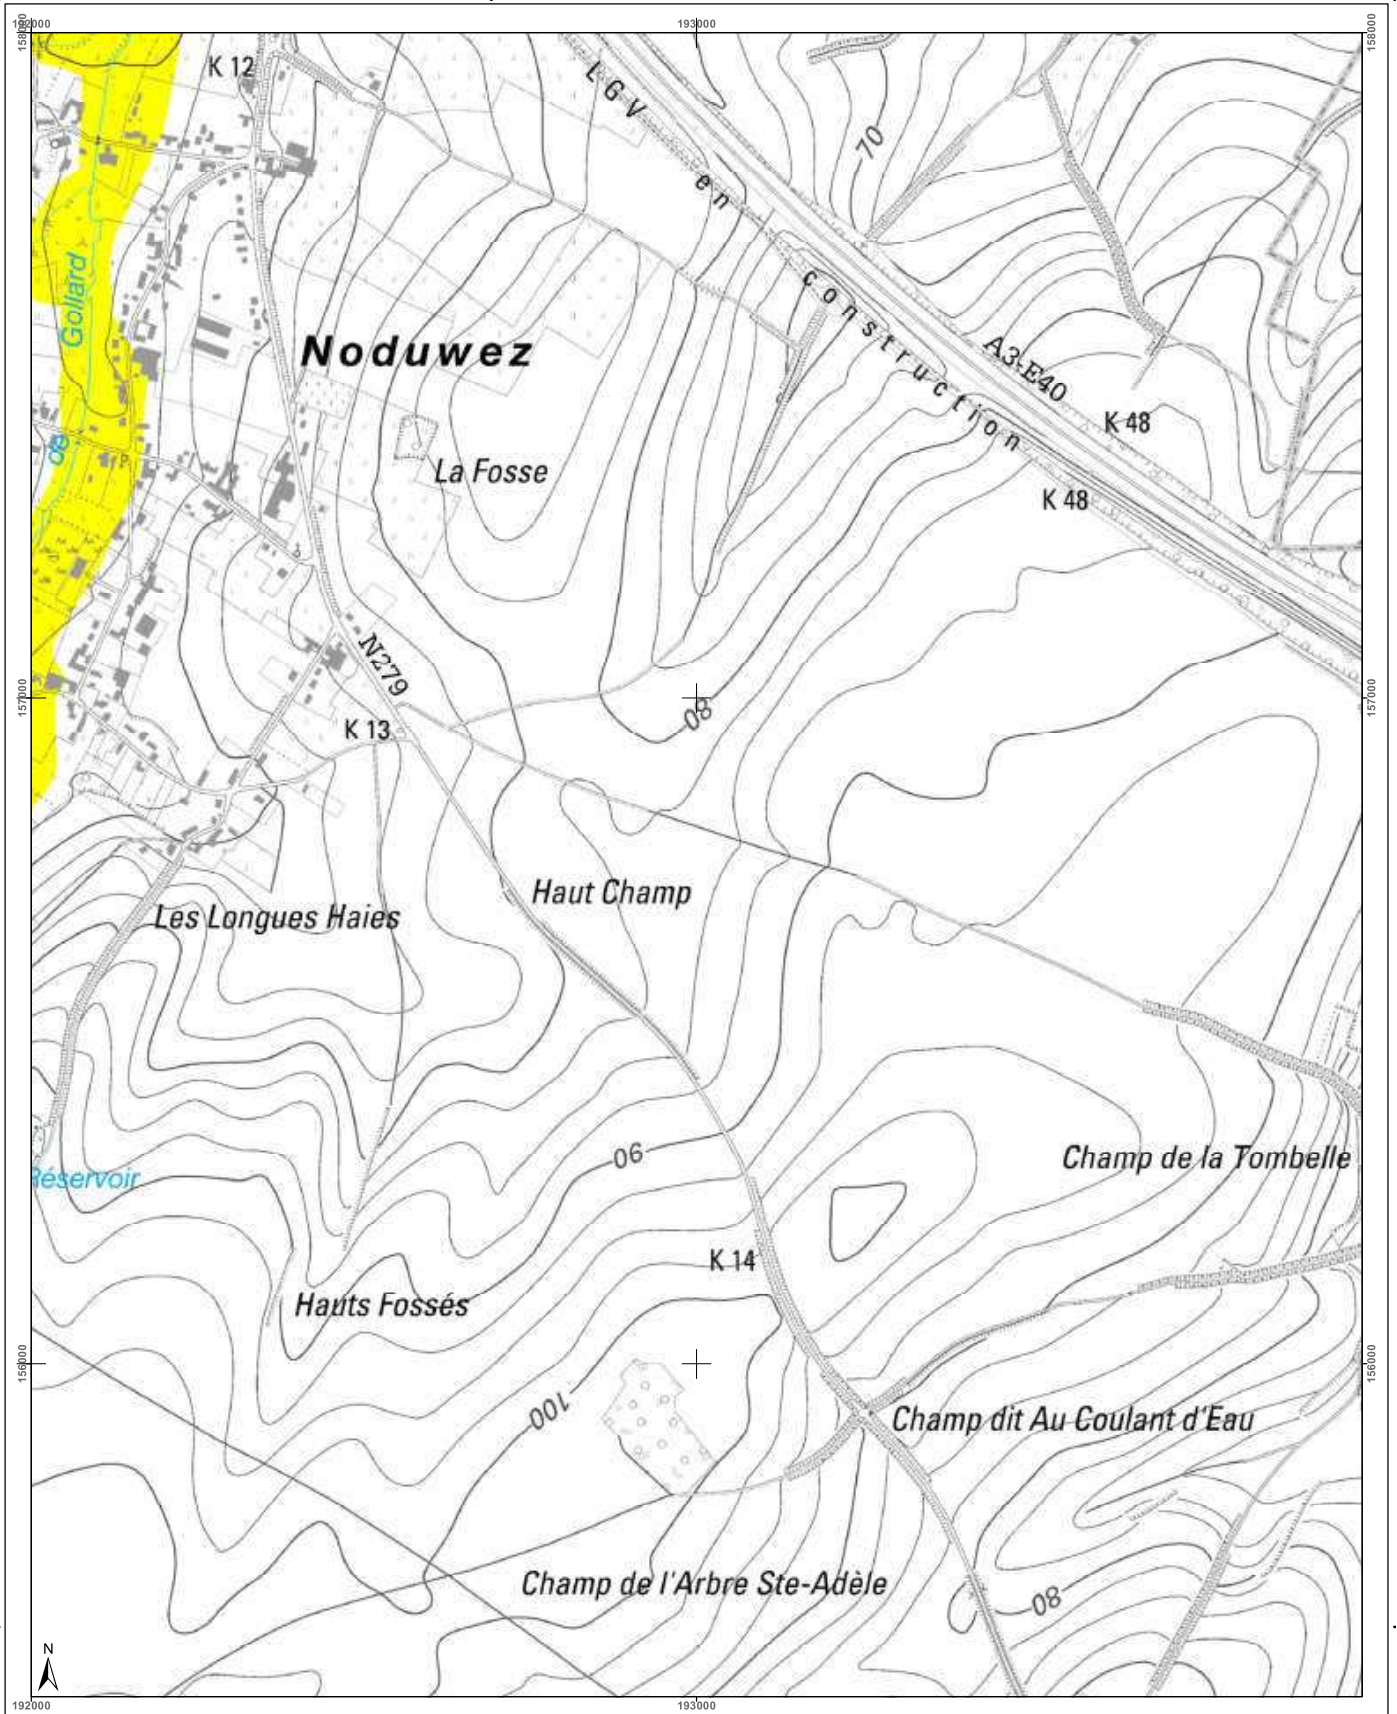 192000
193000
158000
158000
K 12
LGV en construction
70
Gollard
de
Noduwez
A3-E40
K 48
La Fosse
K 48
N279
157000
157000
K 13
80
Haut Champ
Les Longues Haies
90
Champ de la Tombelle
Réservoir
K 14
Hauts Fossés
156000
156000
100
Champ dit Au Coulant d'Eau
Champ de l'Arbre Ste-Adèle
80
N
192000
193000